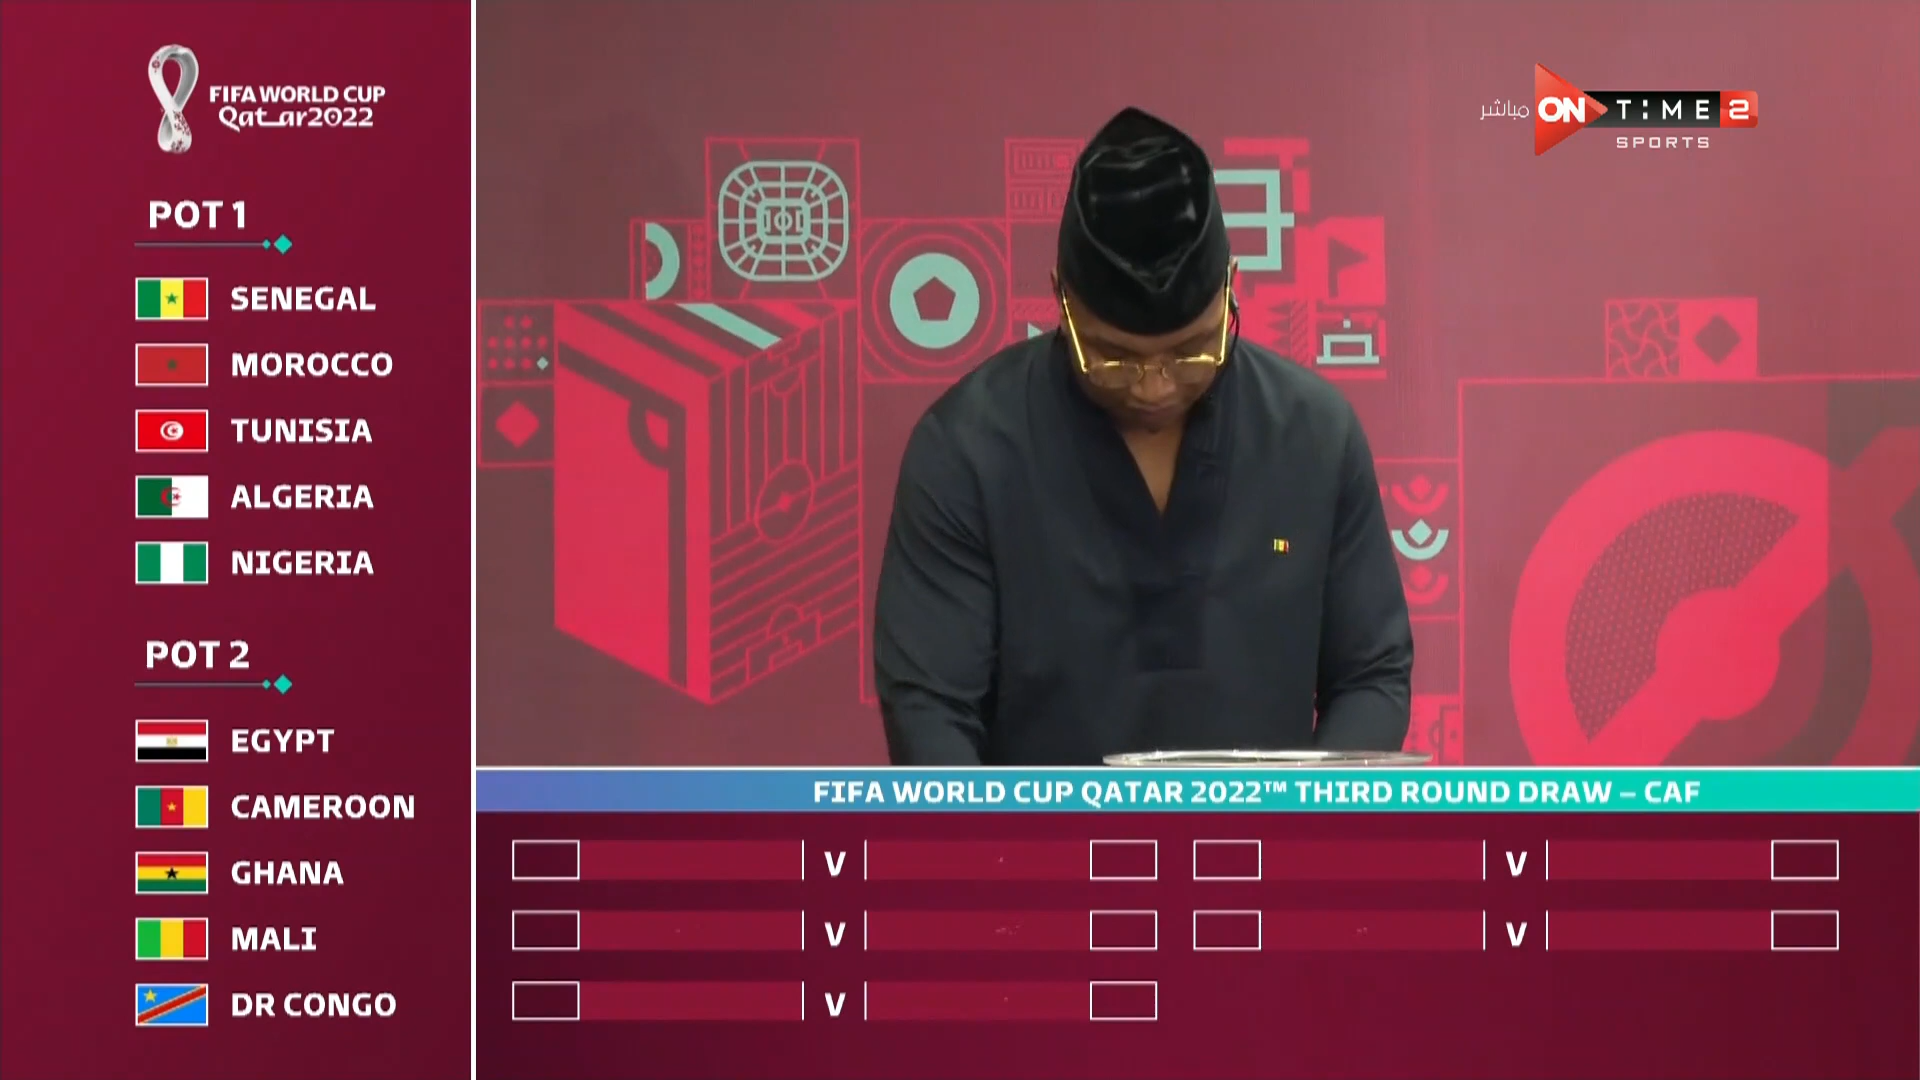 FIFA WORLD CUP
Qatar2022
POT 1
SENEGAL
MOROCCO
TUNISIA
ALGERIA
NIGERIA
POT 2
EGYPT
CAMEROON
GHANA
MALI
DR CONGO
مباشر ON TIME 2
SPORTS
FIFA WORLD CUP QATAR 2022™ THIRD ROUND DRAW – CAF
V V
V V
V